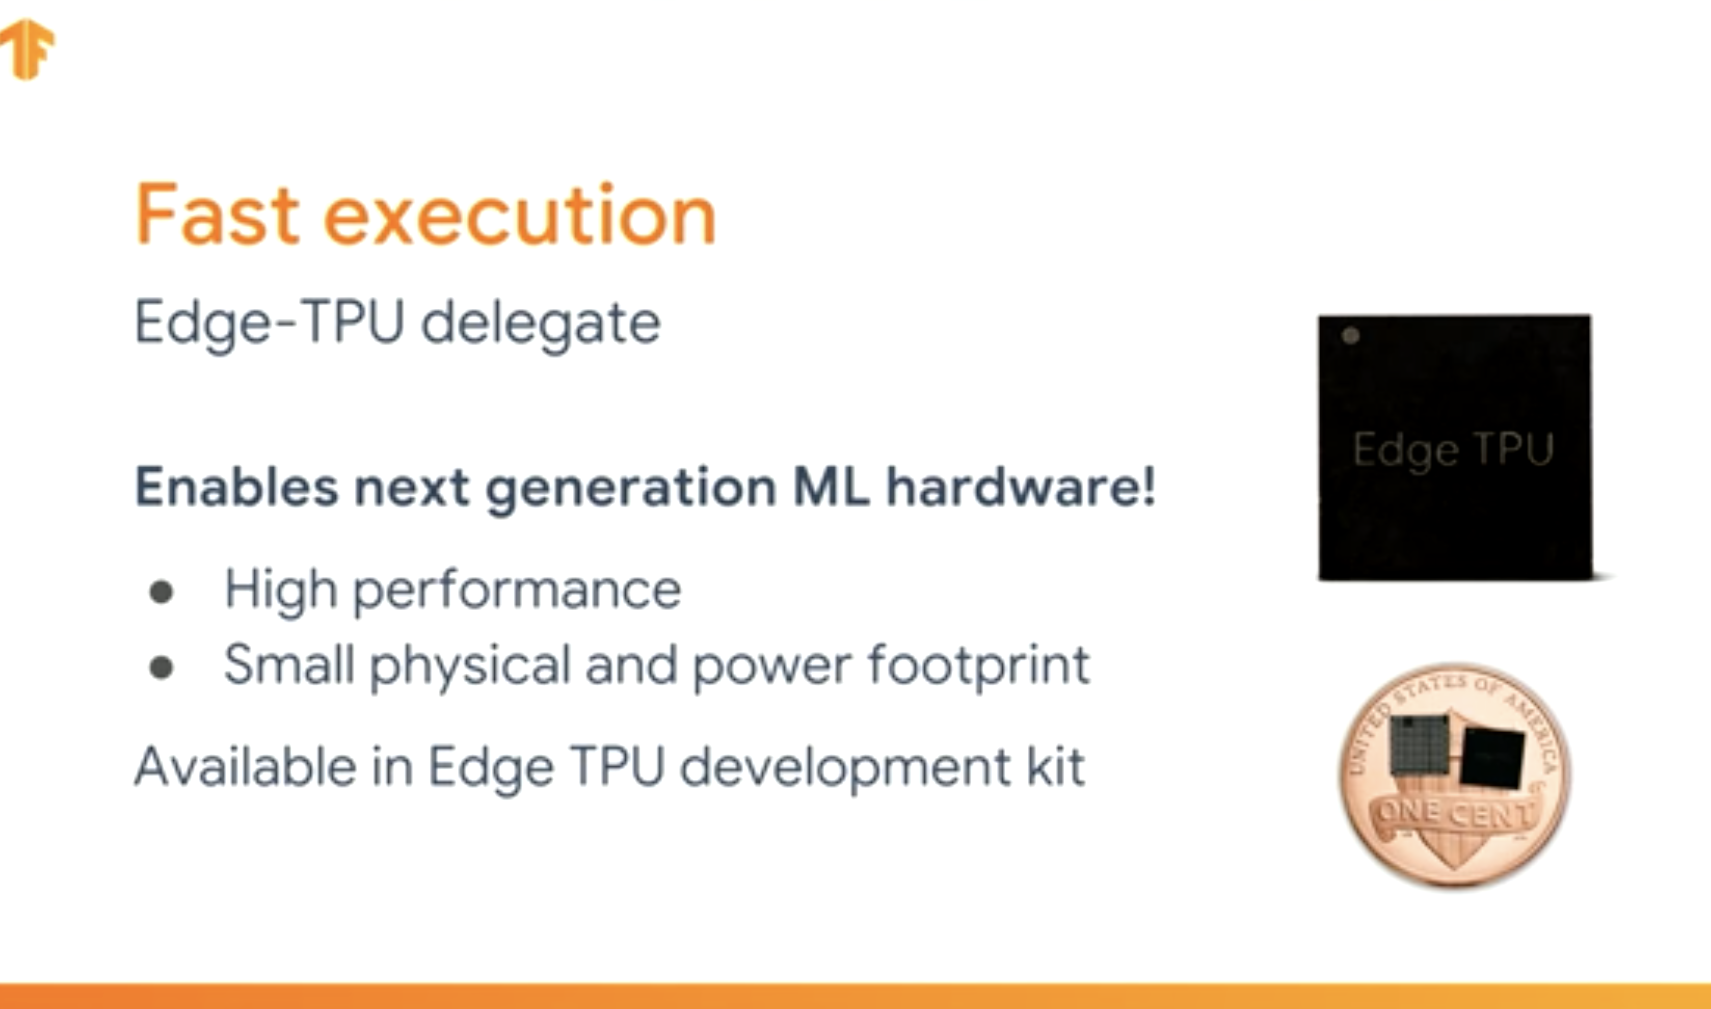 Fast execution
Edge-TPU delegate
Enables next generation ML hardware!
● High performance
● Small physical and power footprint
Available in Edge TPU development kit
Edge TPU
UNITED STATES OF AMERICA
ONE CENT